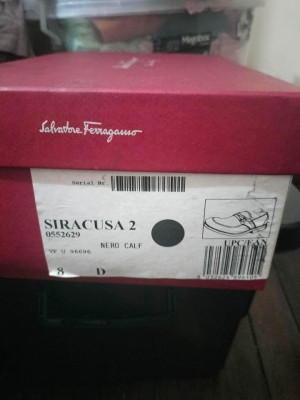 Salvatore Ferragamo
Serial Nr.
SIRACUSA 2
0552629
NERO CALF
8 D